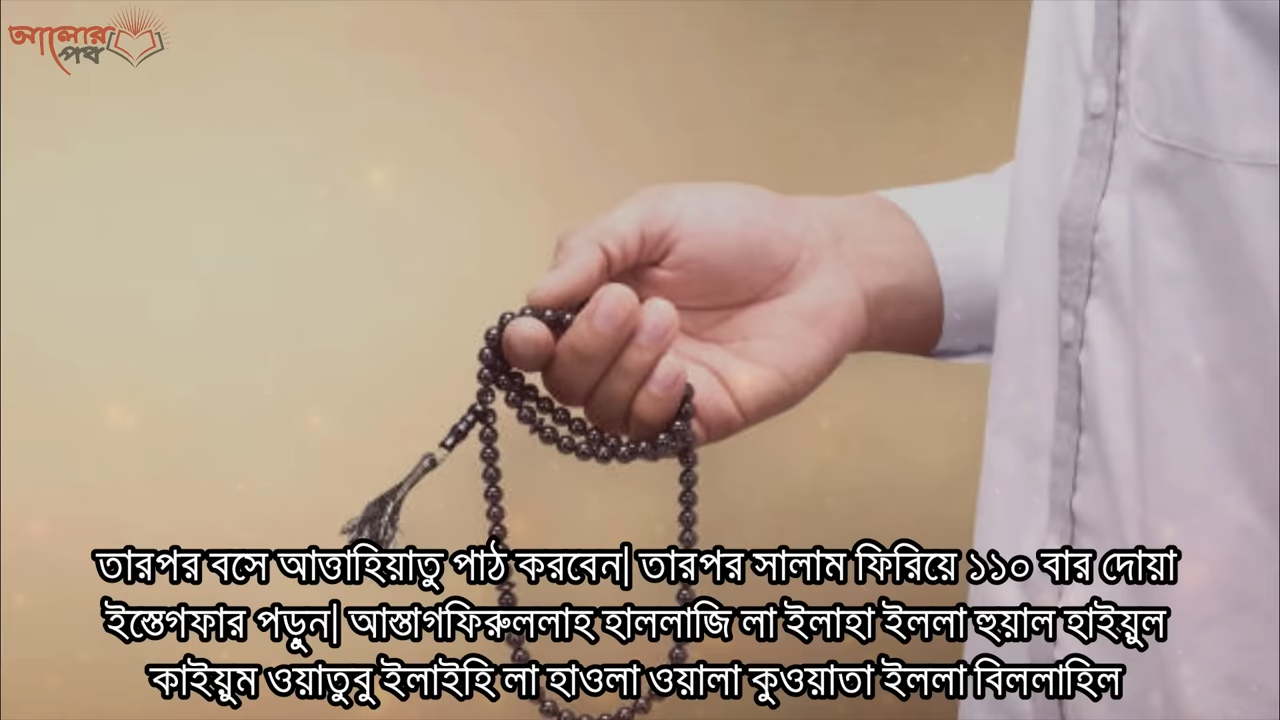 আলোর
পথ
তারপর বসে আত্তাহিয়াতু পাঠ করবেন| তারপর সালাম ফিরিয়ে ১১০ বার দোয়া
ইস্তেগফার পড়ুন| আস্তাগফিরুললাহ হাললাজি লা ইলাহা ইললা হুয়াল হাইয়ুল
কাইয়ুম ওয়াতুবু ইলাইহি লা হাওলা ওয়ালা কুওয়াতা ইললা বিললাহিল